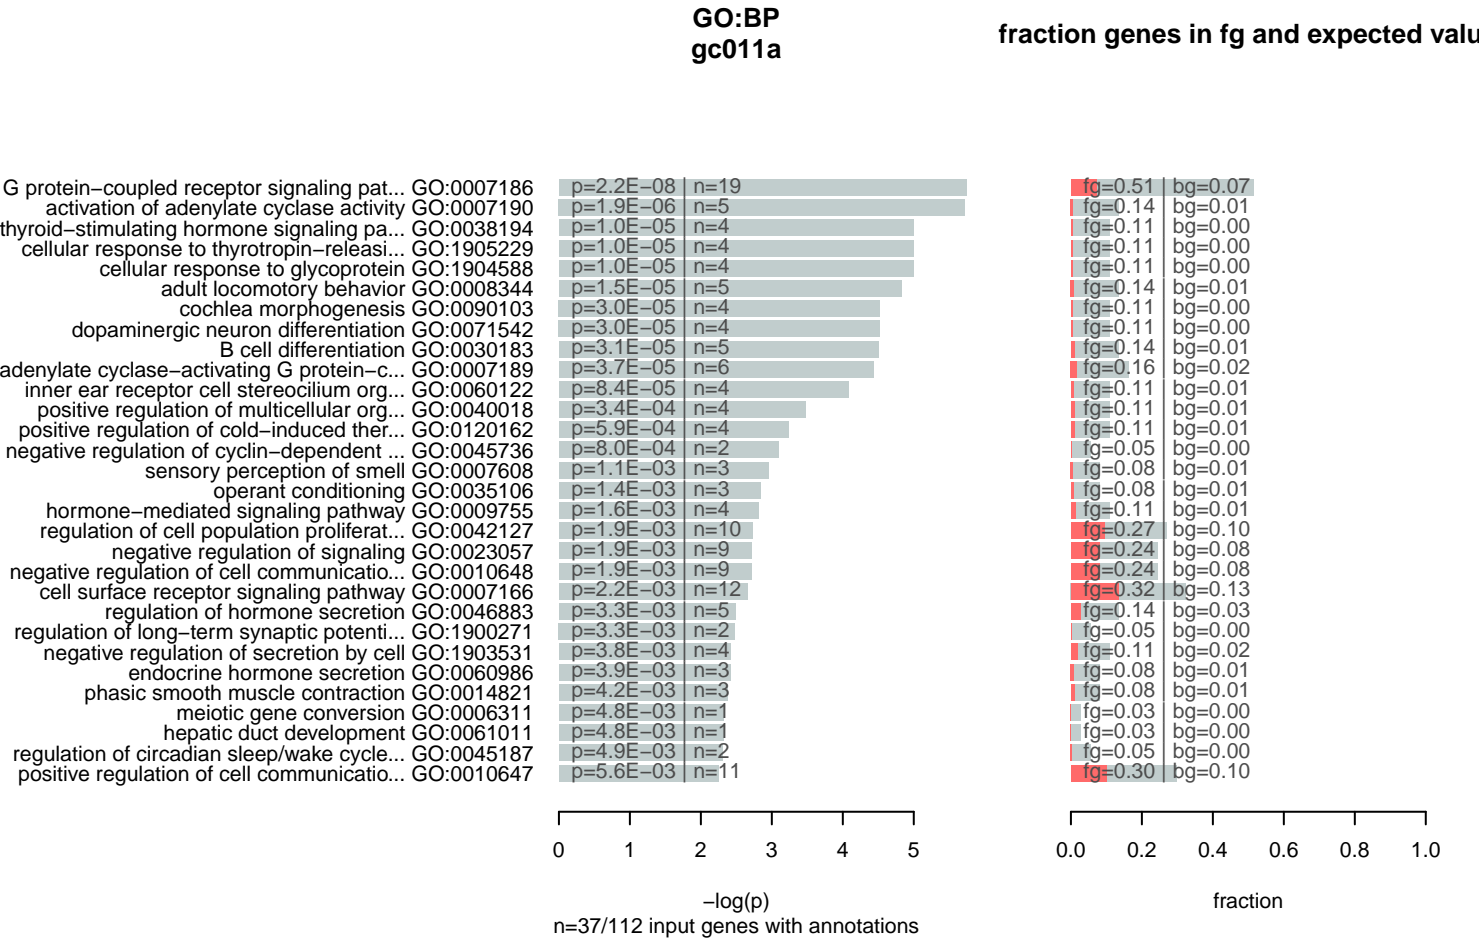 GO:BP
gc011a
fraction genes in fg and expected valu
G protein−coupled receptor signaling pat... GO:0007186 p=2.2E−08 n=19 fg=0.51 bg=0.07
activation of adenylate cyclase activity GO:0007190 p=1.9E−06 n=5 fg=0.14 bg=0.01
thyroid−stimulating hormone signaling pa... GO:0038194 p=1.0E−05 n=4 fg=0.11 bg=0.00
cellular response to thyrotropin−releasi... GO:1905229 p=1.0E−05 n=4 fg=0.11 bg=0.00
cellular response to glycoprotein GO:1904588 p=1.0E−05 n=4 fg=0.11 bg=0.00
adult locomotory behavior GO:0008344 p=1.5E−05 n=5 fg=0.14 bg=0.01
cochlea morphogenesis GO:0090103 p=3.0E−05 n=4 fg=0.11 bg=0.00
dopaminergic neuron differentiation GO:0071542 p=3.0E−05 n=4 fg=0.11 bg=0.00
B cell differentiation GO:0030183 p=3.1E−05 n=5 fg=0.14 bg=0.01
adenylate cyclase−activating G protein−c... GO:0007189 p=3.7E−05 n=6 fg=0.16 bg=0.02
inner ear receptor cell stereocilium org... GO:0060122 p=8.4E−05 n=4 fg=0.11 bg=0.01
positive regulation of multicellular org... GO:0040018 p=3.4E−04 n=4 fg=0.11 bg=0.01
positive regulation of cold−induced ther... GO:0120162 p=5.9E−04 n=4 fg=0.11 bg=0.01
negative regulation of cyclin−dependent ... GO:0045736 p=8.0E−04 n=2 fg=0.05 bg=0.00
sensory perception of smell GO:0007608 p=1.1E−03 n=3 fg=0.08 bg=0.01
operant conditioning GO:0035106 p=1.4E−03 n=3 fg=0.08 bg=0.01
hormone−mediated signaling pathway GO:0009755 p=1.6E−03 n=4 fg=0.11 bg=0.01
regulation of cell population proliferat... GO:0042127 p=1.9E−03 n=10 fg=0.27 bg=0.10
negative regulation of signaling GO:0023057 p=1.9E−03 n=9 fg=0.24 bg=0.08
negative regulation of cell communicatio... GO:0010648 p=1.9E−03 n=9 fg=0.24 bg=0.08
cell surface receptor signaling pathway GO:0007166 p=2.2E−03 n=12 fg=0.32 bg=0.13
regulation of hormone secretion GO:0046883 p=3.3E−03 n=5 fg=0.14 bg=0.03
regulation of long−term synaptic potenti... GO:1900271 p=3.3E−03 n=2 fg=0.05 bg=0.00
negative regulation of secretion by cell GO:1903531 p=3.8E−03 n=4 fg=0.11 bg=0.02
endocrine hormone secretion GO:0060986 p=3.9E−03 n=3 fg=0.08 bg=0.01
phasic smooth muscle contraction GO:0014821 p=4.2E−03 n=3 fg=0.08 bg=0.01
meiotic gene conversion GO:0006311 p=4.8E−03 n=1 fg=0.03 bg=0.00
hepatic duct development GO:0061011 p=4.8E−03 n=1 fg=0.03 bg=0.00
regulation of circadian sleep/wake cycle... GO:0045187 p=4.9E−03 n=2 fg=0.05 bg=0.00
positive regulation of cell communicatio... GO:0010647 p=5.6E−03 n=11 fg=0.30 bg=0.10
0 1 2 3 4 5 0.0 0.2 0.4 0.6 0.8 1.0
−log(p) fraction
n=37/112 input genes with annotations